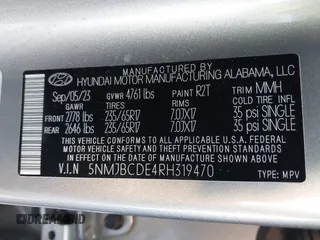 HYUNDAI MOTOR MANUFACTURING ALABAMA, LLC
Sep/05/23 GVWR 4761 lbs PAINT R2T TRIM MMH
GAWR TIRES RIMS COLD TIRE INF. PRESSURE
FRONT 2778 lbs 235/65R17 7.0JX17 35 psi SINGLE
REAR 2646 lbs 235/65R17 7.0JX17 35 psi SINGLE
THIS VEHICLE CONFORMS TO ALL APPLICABLE U.S.A FEDERAL
MOTOR VEHICLE SAFETY AND THEFT PREVENTION STANDARDS
IN EFFECT ON THE DATE OF MANUFACTURE SHOWN ABOVE.
V.I.N 5NMJBCDE4RH319470 TYPE: MPV
DREAMBID